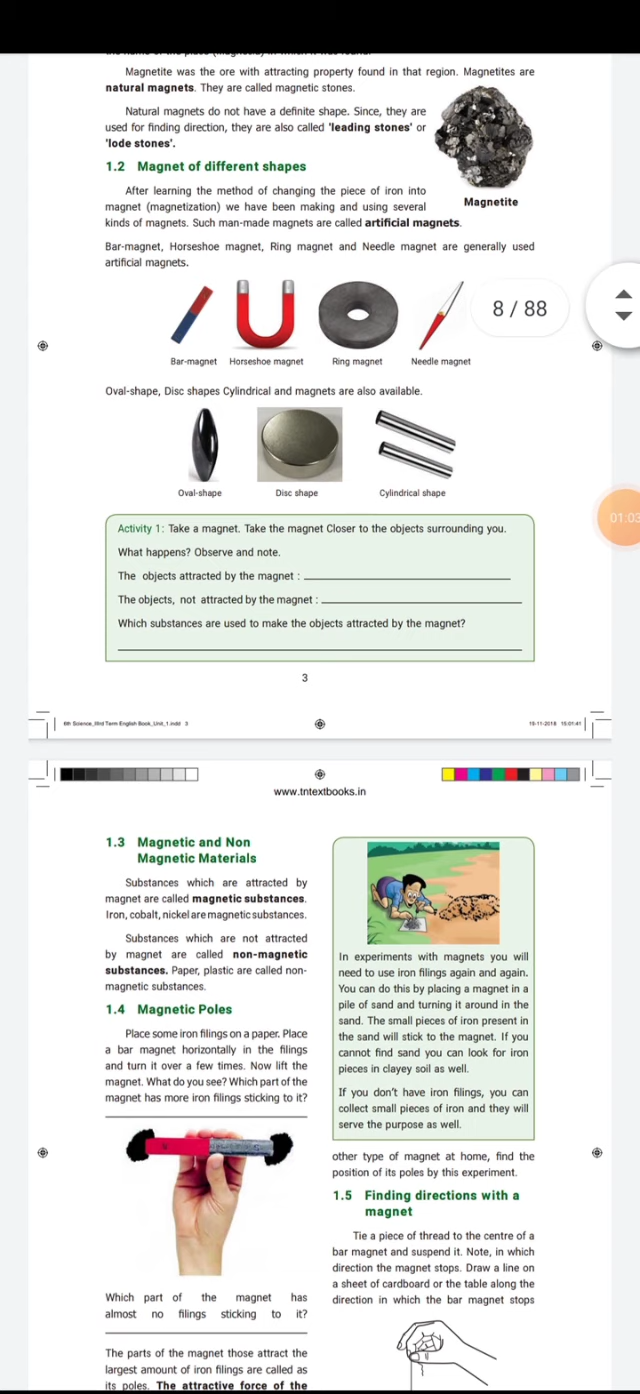 Magnetite was the ore with attracting property found in that region. Magnetites are
natural magnets. They are called magnetic stones.
Natural magnets do not have a definite shape. Since, they are
used for finding direction, they are also called 'leading stones' or
'lode stones'.
Magnetite
1.2 Magnet of different shapes
After learning the method of changing the piece of iron into
magnet (magnetization) we have been making and using several
kinds of magnets. Such man-made magnets are called artificial magnets.
Bar-magnet, Horseshoe magnet, Ring magnet and Needle magnet are generally used
artificial magnets.
8 / 88
Bar-magnet Horseshoe magnet Ring magnet Needle magnet
Oval-shape, Disc shapes Cylindrical and magnets are also available.
Oval-shape Disc shape Cylindrical shape
01:03
Activity 1: Take a magnet. Take the magnet Closer to the objects surrounding you.
What happens? Observe and note.
The objects attracted by the magnet :
The objects, not attracted by the magnet :
Which substances are used to make the objects attracted by the magnet?
3
6th Science_IIIrd Term English Book_Unit_1.indd 3
19-11-2018 15:01:41
www.tntextbooks.in
1.3 Magnetic and Non
Magnetic Materials
Substances which are attracted by
magnet are called magnetic substances.
Iron, cobalt, nickel are magnetic substances.
Substances which are not attracted
by magnet are called non-magnetic
substances. Paper, plastic are called non-
magnetic substances.
1.4 Magnetic Poles
Place some iron filings on a paper. Place
a bar magnet horizontally in the filings
and turn it over a few times. Now lift the
magnet. What do you see? Which part of the
magnet has more iron filings sticking to it?
Which part of the magnet has
almost no filings sticking to it?
The parts of the magnet those attract the
largest amount of iron filings are called as
its poles. The attractive force of the
In experiments with magnets you will
need to use iron filings again and again.
You can do this by placing a magnet in a
pile of sand and turning it around in the
sand. The small pieces of iron present in
the sand will stick to the magnet. If you
cannot find sand you can look for iron
pieces in clayey soil as well.
If you don't have iron filings, you can
collect small pieces of iron and they will
serve the purpose as well.
other type of magnet at home, find the
position of its poles by this experiment.
1.5 Finding directions with a
magnet
Tie a piece of thread to the centre of a
bar magnet and suspend it. Note, in which
direction the magnet stops. Draw a line on
a sheet of cardboard or the table along the
direction in which the bar magnet stops